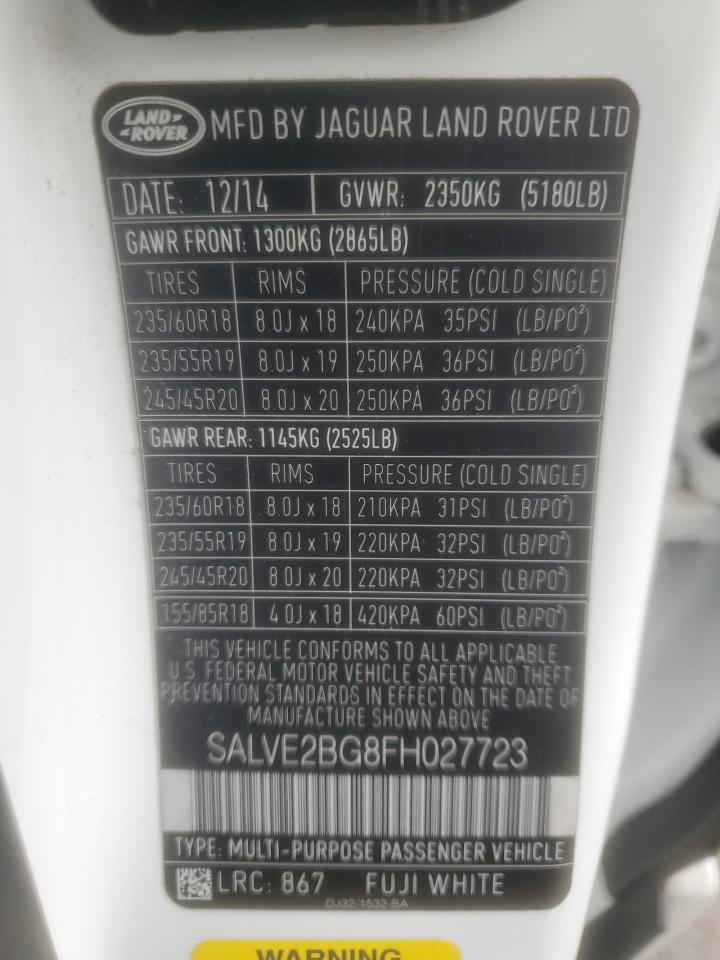 LAND ROVER MFD BY JAGUAR LAND ROVER LTD
DATE: 12/14 GVWR: 2350KG (5180LB)
GAWR FRONT: 1300KG (2865LB)
TIRES RIMS PRESSURE (COLD SINGLE)
235/60R18 8.0J x 18 240KPA 35PSI (LB/PO²)
235/55R19 8.0J x 19 250KPA 36PSI (LB/PO²)
245/45R20 8.0J x 20 250KPA 36PSI (LB/PO²)
GAWR REAR: 1145KG (2525LB)
TIRES RIMS PRESSURE (COLD SINGLE)
235/60R18 8.0J x 18 210KPA 31PSI (LB/PO²)
235/55R19 8.0J x 19 220KPA 32PSI (LB/PO²)
245/45R20 8.0J x 20 220KPA 32PSI (LB/PO²)
155/85R18 4.0J x 18 420KPA 60PSI (LB/PO²)
THIS VEHICLE CONFORMS TO ALL APPLICABLE
U.S. FEDERAL MOTOR VEHICLE SAFETY AND THEFT
PREVENTION STANDARDS IN EFFECT ON THE DATE OF
MANUFACTURE SHOWN ABOVE
SALVE2BG8FH027723
TYPE: MULTI-PURPOSE PASSENGER VEHICLE
LRC: 867 FUJI WHITE
DJ32-1532-BA
WARNING